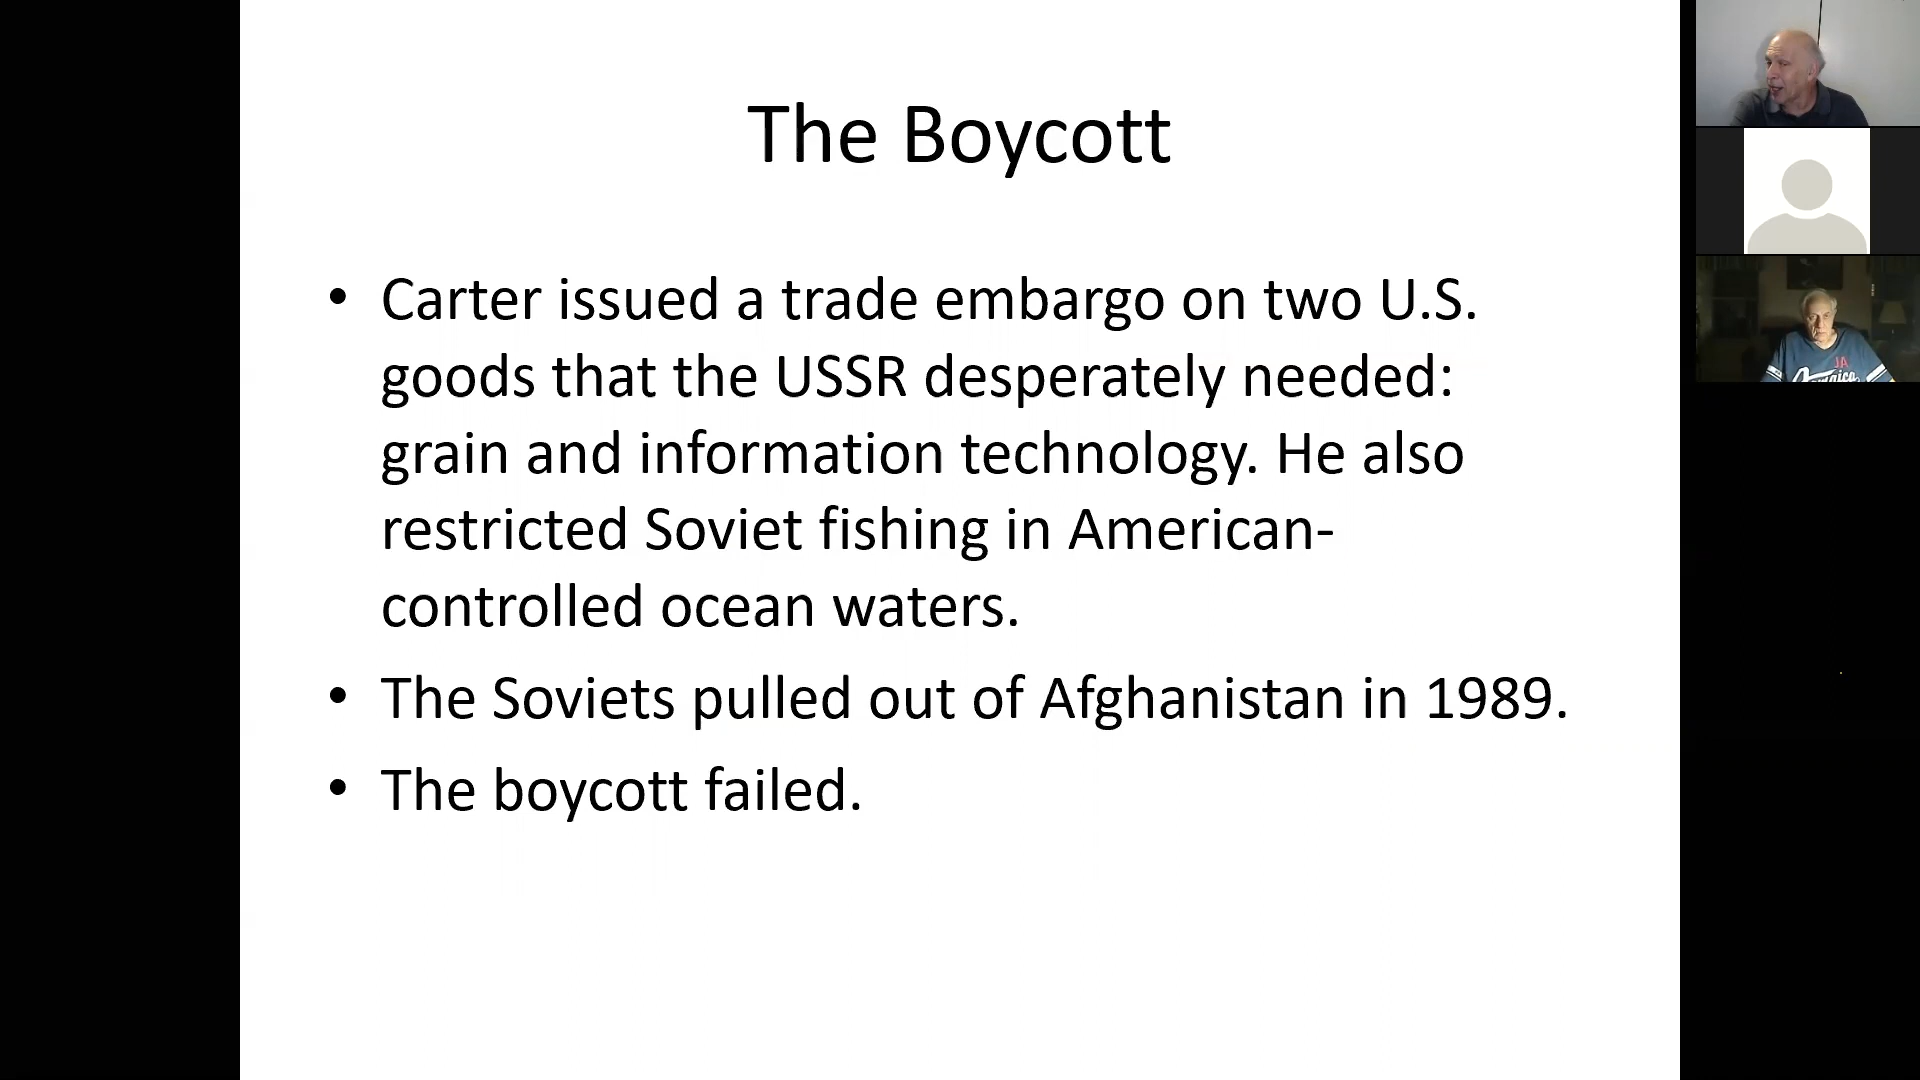 The Boycott
• Carter issued a trade embargo on two U.S.
goods that the USSR desperately needed:
grain and information technology. He also
restricted Soviet fishing in American-
controlled ocean waters.
• The Soviets pulled out of Afghanistan in 1989.
• The boycott failed.
JA
Jamaica